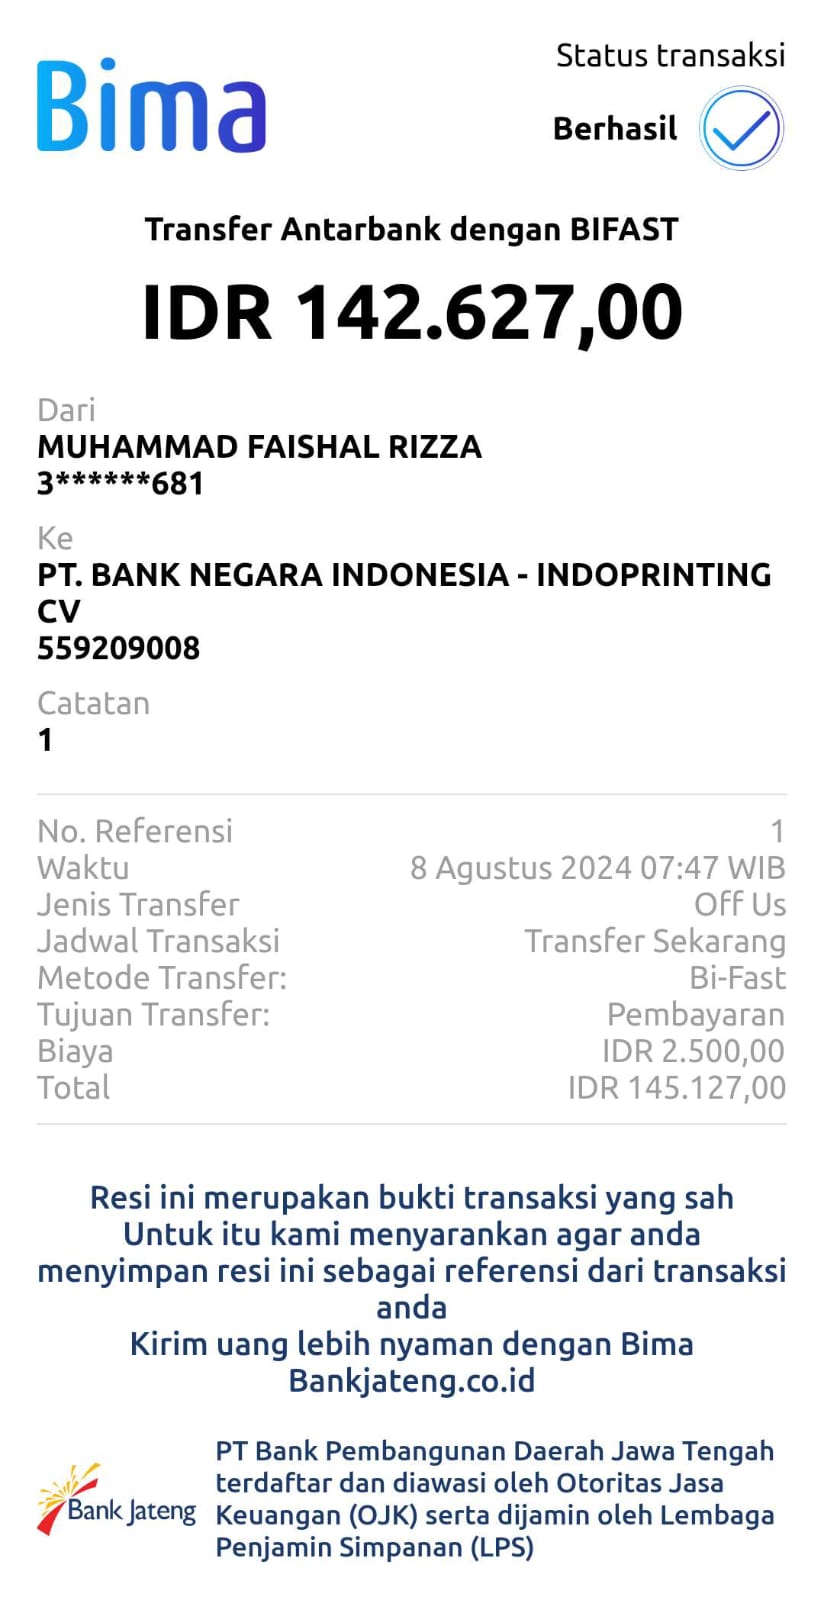 Bima
Status transaksi
Berhasil
Transfer Antarbank dengan BIFAST
IDR 142.627,00
Dari
MUHAMMAD FAISHAL RIZZA
3******681
Ke
PT. BANK NEGARA INDONESIA - INDOPRINTING
CV
559209008
Catatan
1
No. Referensi 1
Waktu 8 Agustus 2024 07:47 WIB
Jenis Transfer Off Us
Jadwal Transaksi Transfer Sekarang
Metode Transfer: Bi-Fast
Tujuan Transfer: Pembayaran
Biaya IDR 2.500,00
Total IDR 145.127,00
Resi ini merupakan bukti transaksi yang sah
Untuk itu kami menyarankan agar anda
menyimpan resi ini sebagai referensi dari transaksi
anda
Kirim uang lebih nyaman dengan Bima
Bankjateng.co.id
Bank Jateng
PT Bank Pembangunan Daerah Jawa Tengah
terdaftar dan diawasi oleh Otoritas Jasa
Keuangan (OJK) serta dijamin oleh Lembaga
Penjamin Simpanan (LPS)